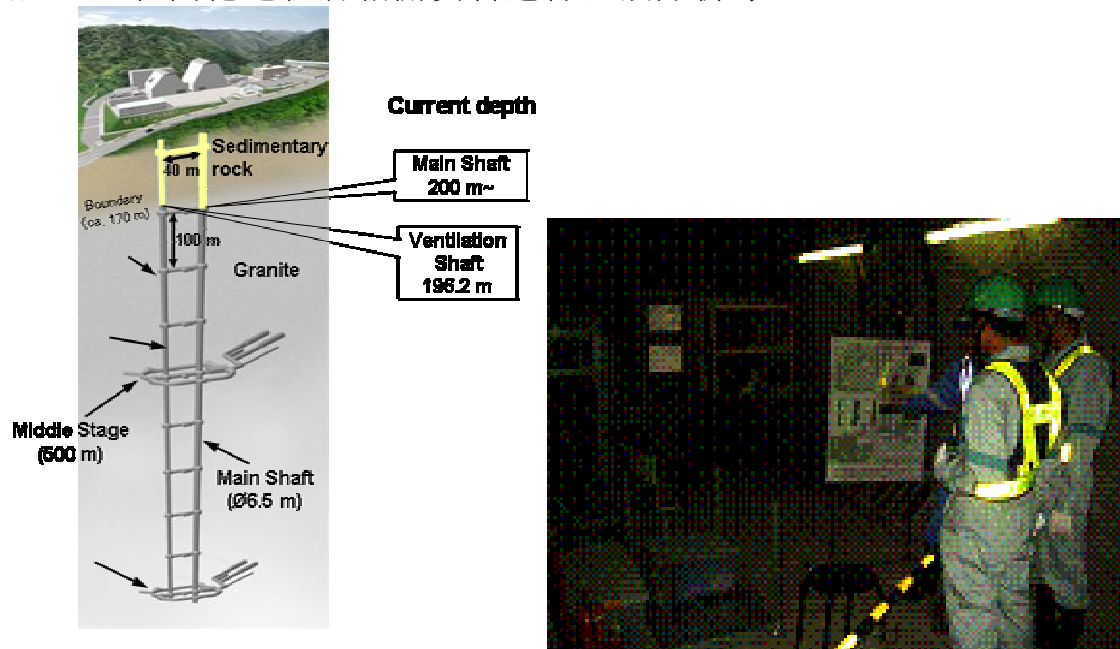 Current depth
Sedimentary
rock
40 m
Main Shaft
200 m~
Boundary
(ca. 170 m)
100 m
Ventilation
Shaft
196.2 m
Granite
Middle Stage
(500 m)
Main Shaft
(Ø6.5 m)